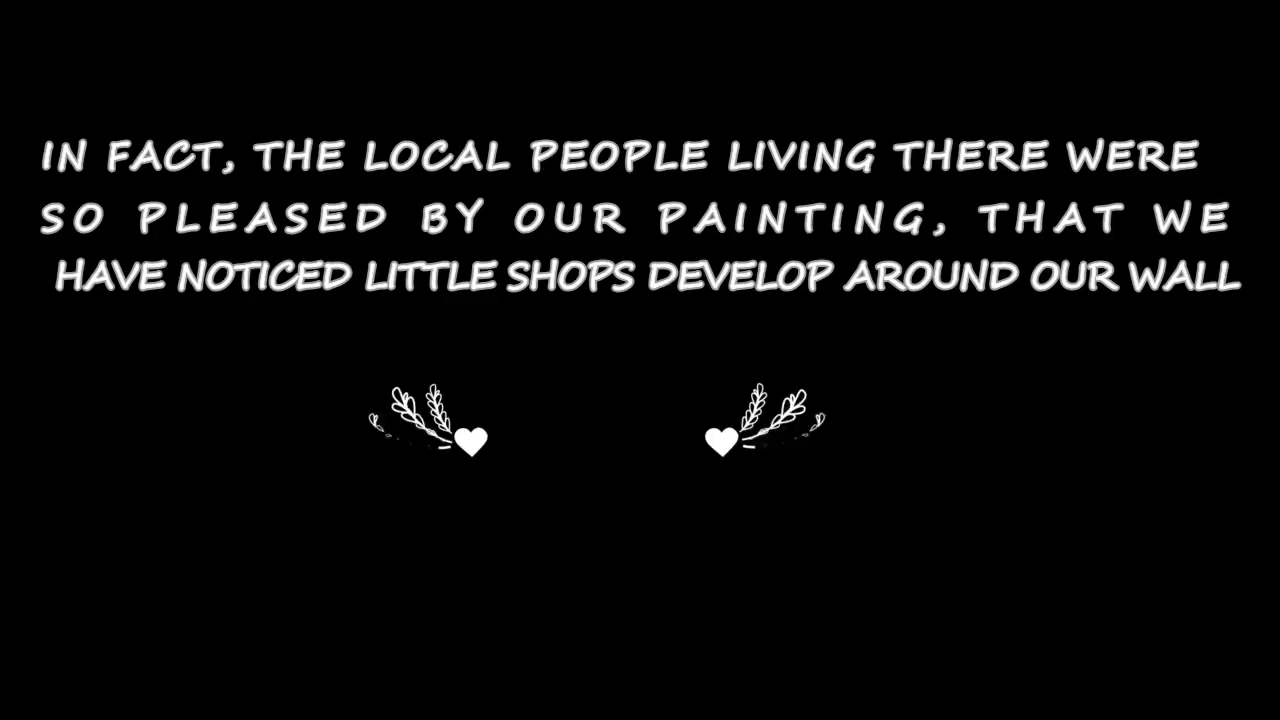 IN FACT, THE LOCAL PEOPLE LIVING THERE WERE
SO PLEASED BY OUR PAINTING, THAT WE
HAVE NOTICED LITTLE SHOPS DEVELOP AROUND OUR WALL